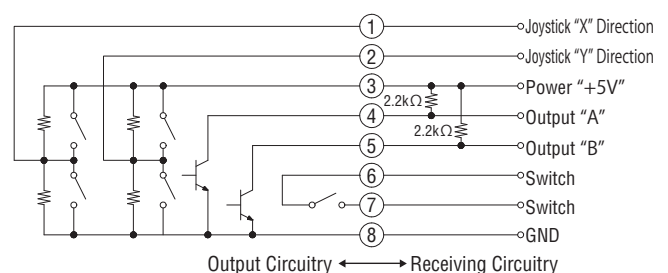 1 Joystick “X” Direction
2 Joystick “Y” Direction
3 Power “+5V”
2.2kΩ
4 Output “A”
2.2kΩ
5 Output “B”
6 Switch
7 Switch
8 GND
Output Circuitry Receiving Circuitry